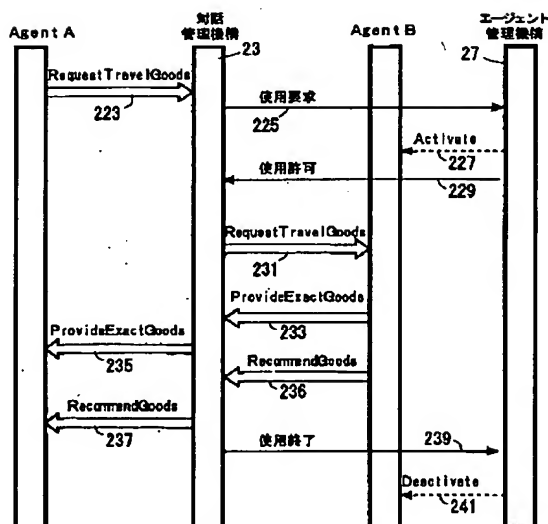 Agent A
対話
管理機構
Agent B
エージェント
管理機構
23
27
RequestTravelGoods
223
使用要求
225
Activate
227
使用許可
229
RequestTravelGoods
231
ProvideExactGoods
233
ProvideExactGoods
235
RecommendGoods
236
RecommendGoods
237
使用終了
239
Deactivate
241